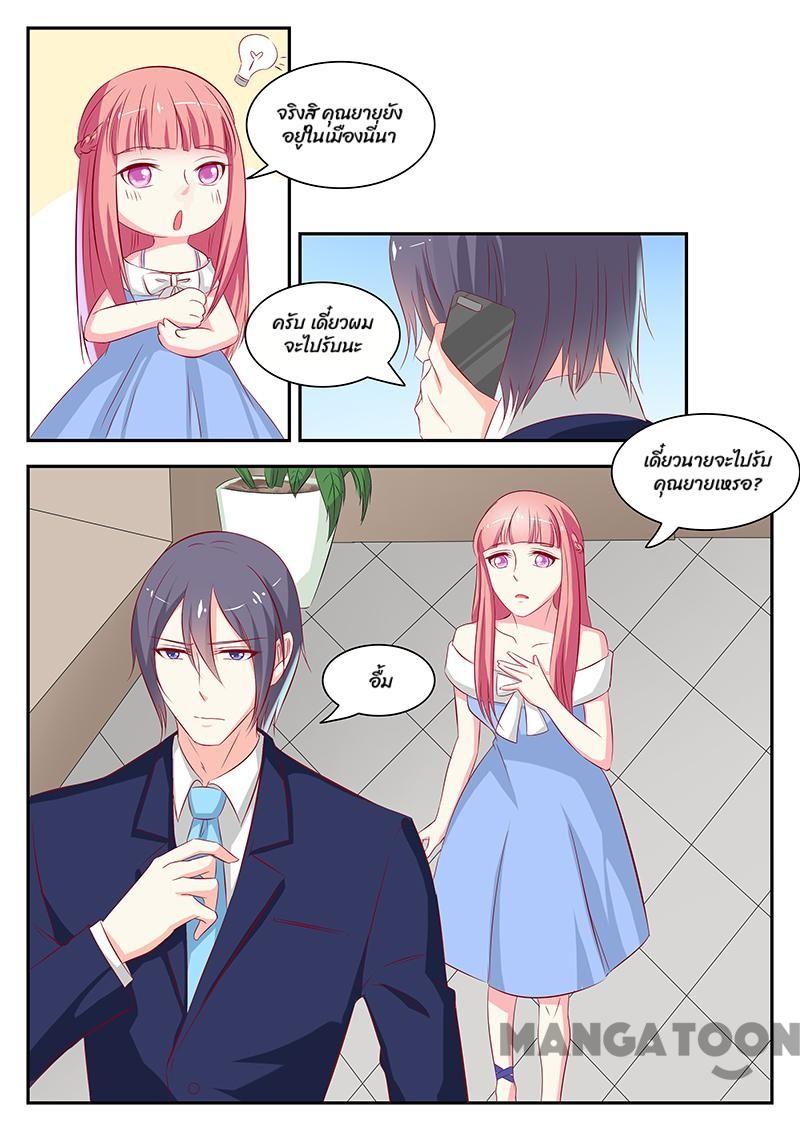 จริงสิ คุณยายยัง
อยู่ในเมืองนี่นา
ครับ เดี๋ยวผม
จะไปรับนะ
เดี๋ยวนายจะไปรับ
คุณยายเหรอ?
อื้ม
MANGATOON